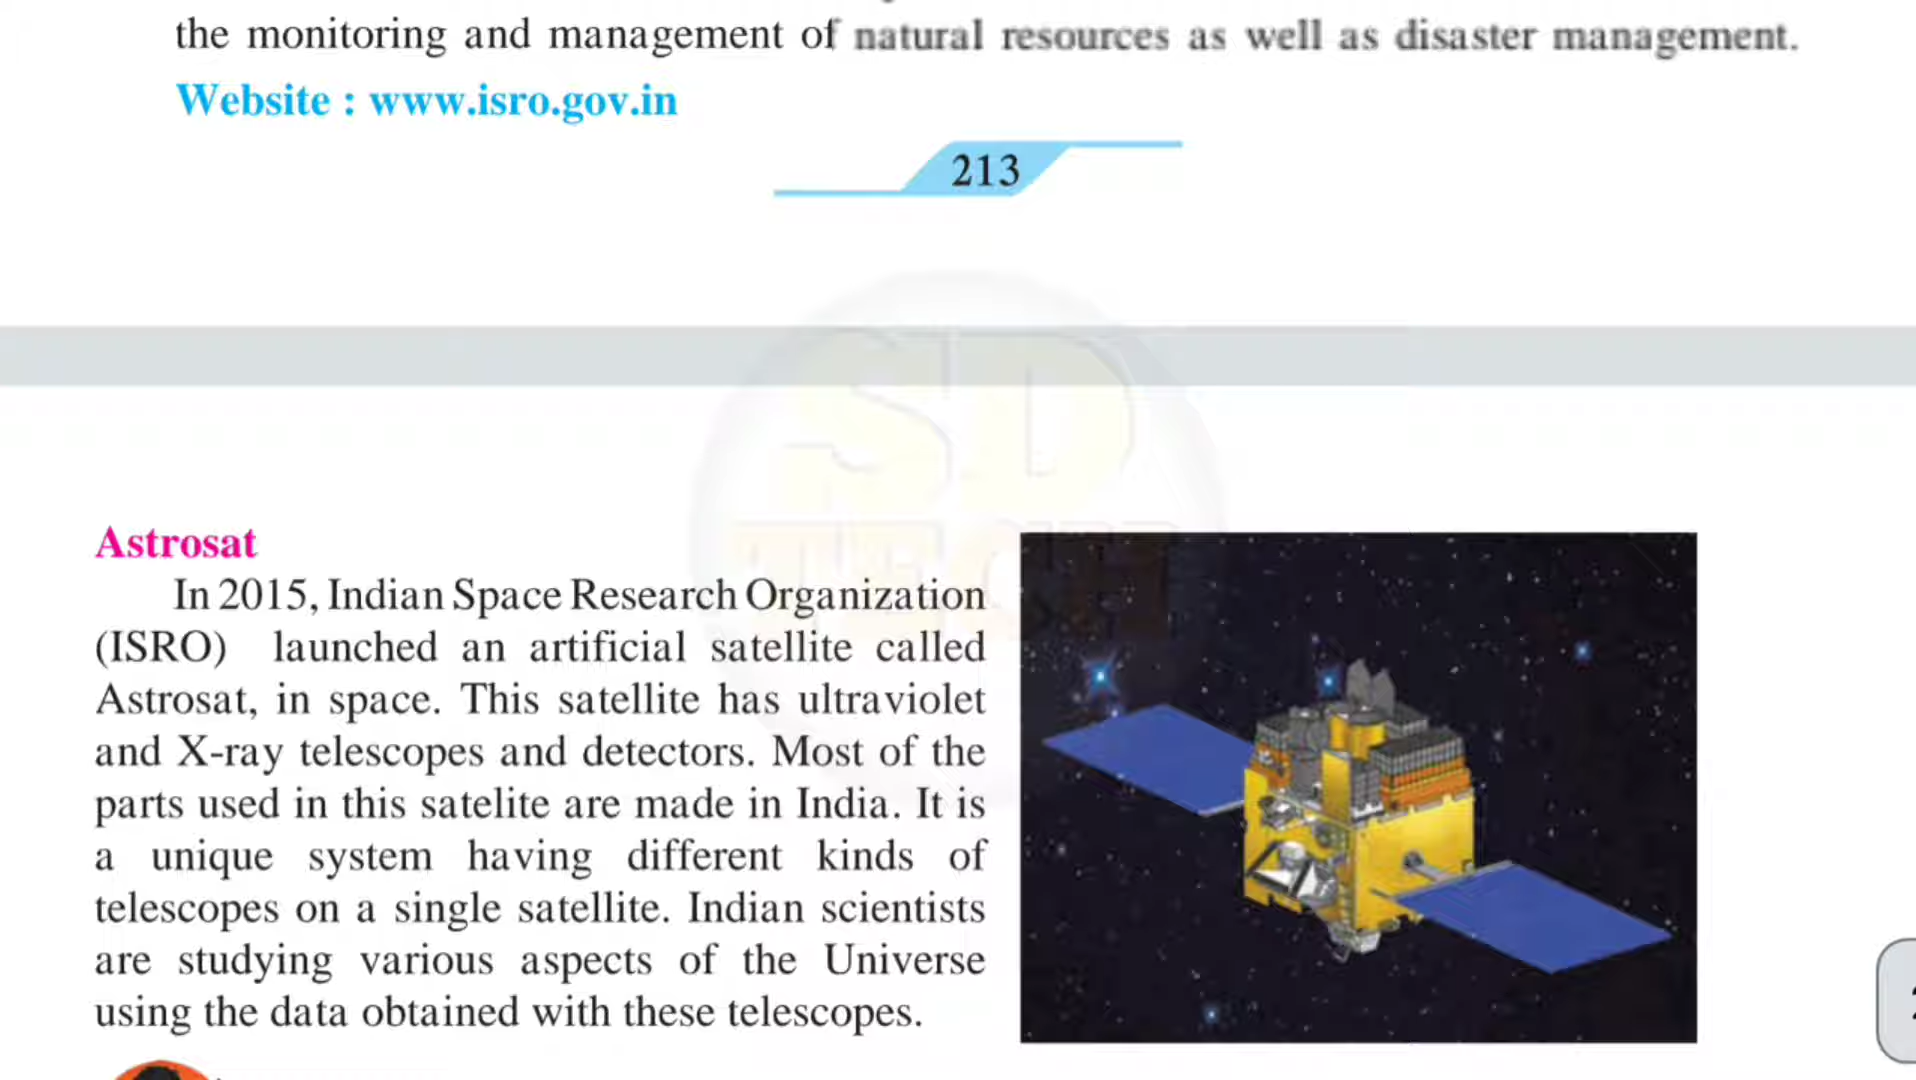 the monitoring and management of natural resources as well as disaster management.
Website : www.isro.gov.in
213
SD
TECH
Astrosat
In 2015, Indian Space Research Organization
(ISRO) launched an artificial satellite called
Astrosat, in space. This satellite has ultraviolet
and X-ray telescopes and detectors. Most of the
parts used in this satelite are made in India. It is
a unique system having different kinds of
telescopes on a single satellite. Indian scientists
are studying various aspects of the Universe
using the data obtained with these telescopes.